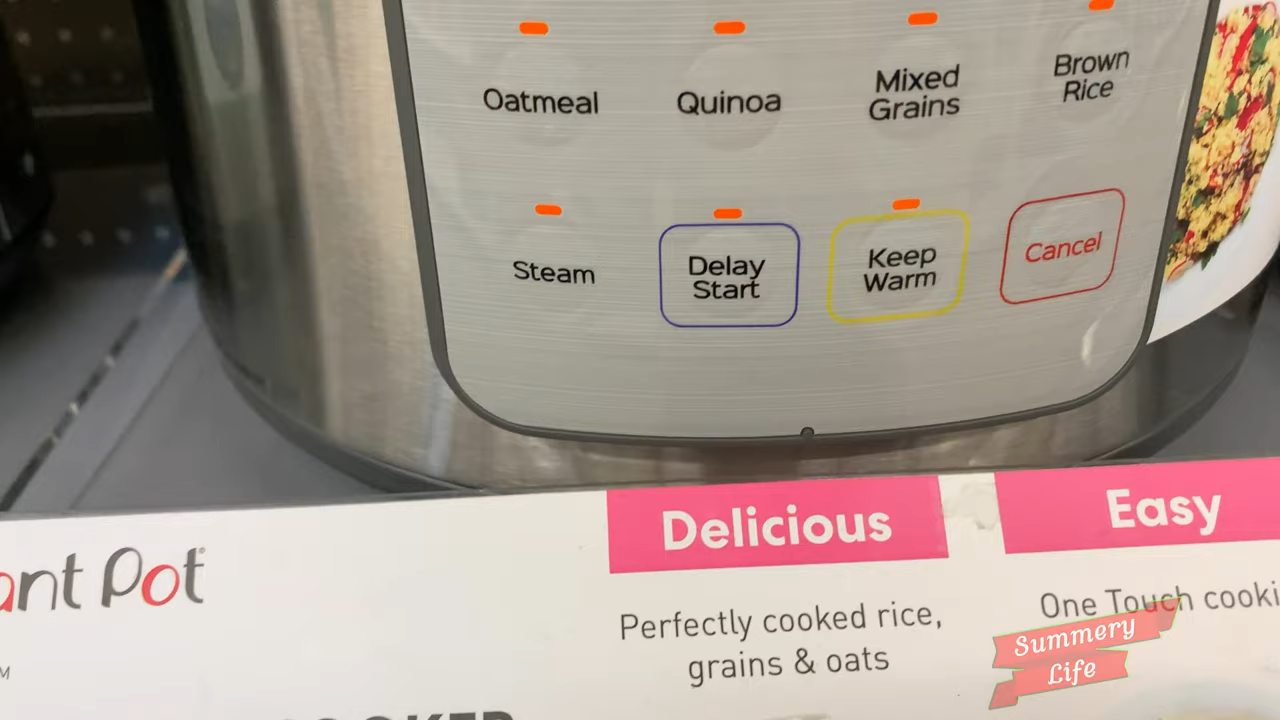 Oatmeal
Quinoa
Mixed
Grains
Brown
Rice
Steam
Delay
Start
Keep
Warm
Cancel
ant Pot
Delicious
Easy
Perfectly cooked rice,
grains & oats
One Touch cooki
Summery
Life
M
OOKER